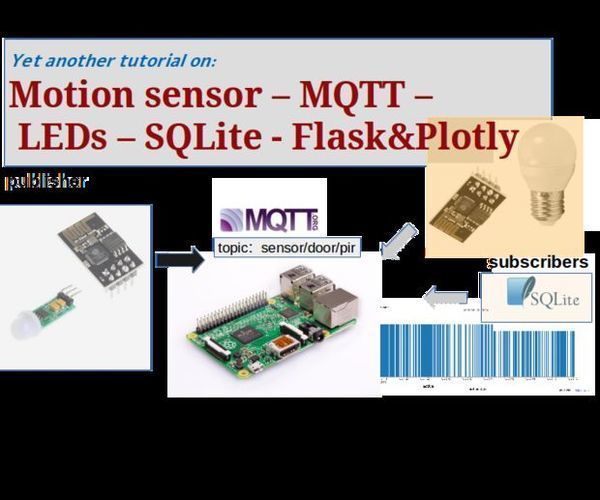 Yet another tutorial on:
Motion sensor – MQTT –
LEDs – SQLite - Flask&Plotly
publisher
MQTT.ORG
topic: sensor/door/pir
subscribers
SQLite